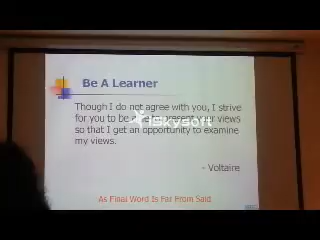 Be A Learner
Though I do not agree with you, I strive
for you to be able to present your views
so that I get an opportunity to examine
my views.
- Voltaire
As Final Word Is Far From Said
iSkysoft